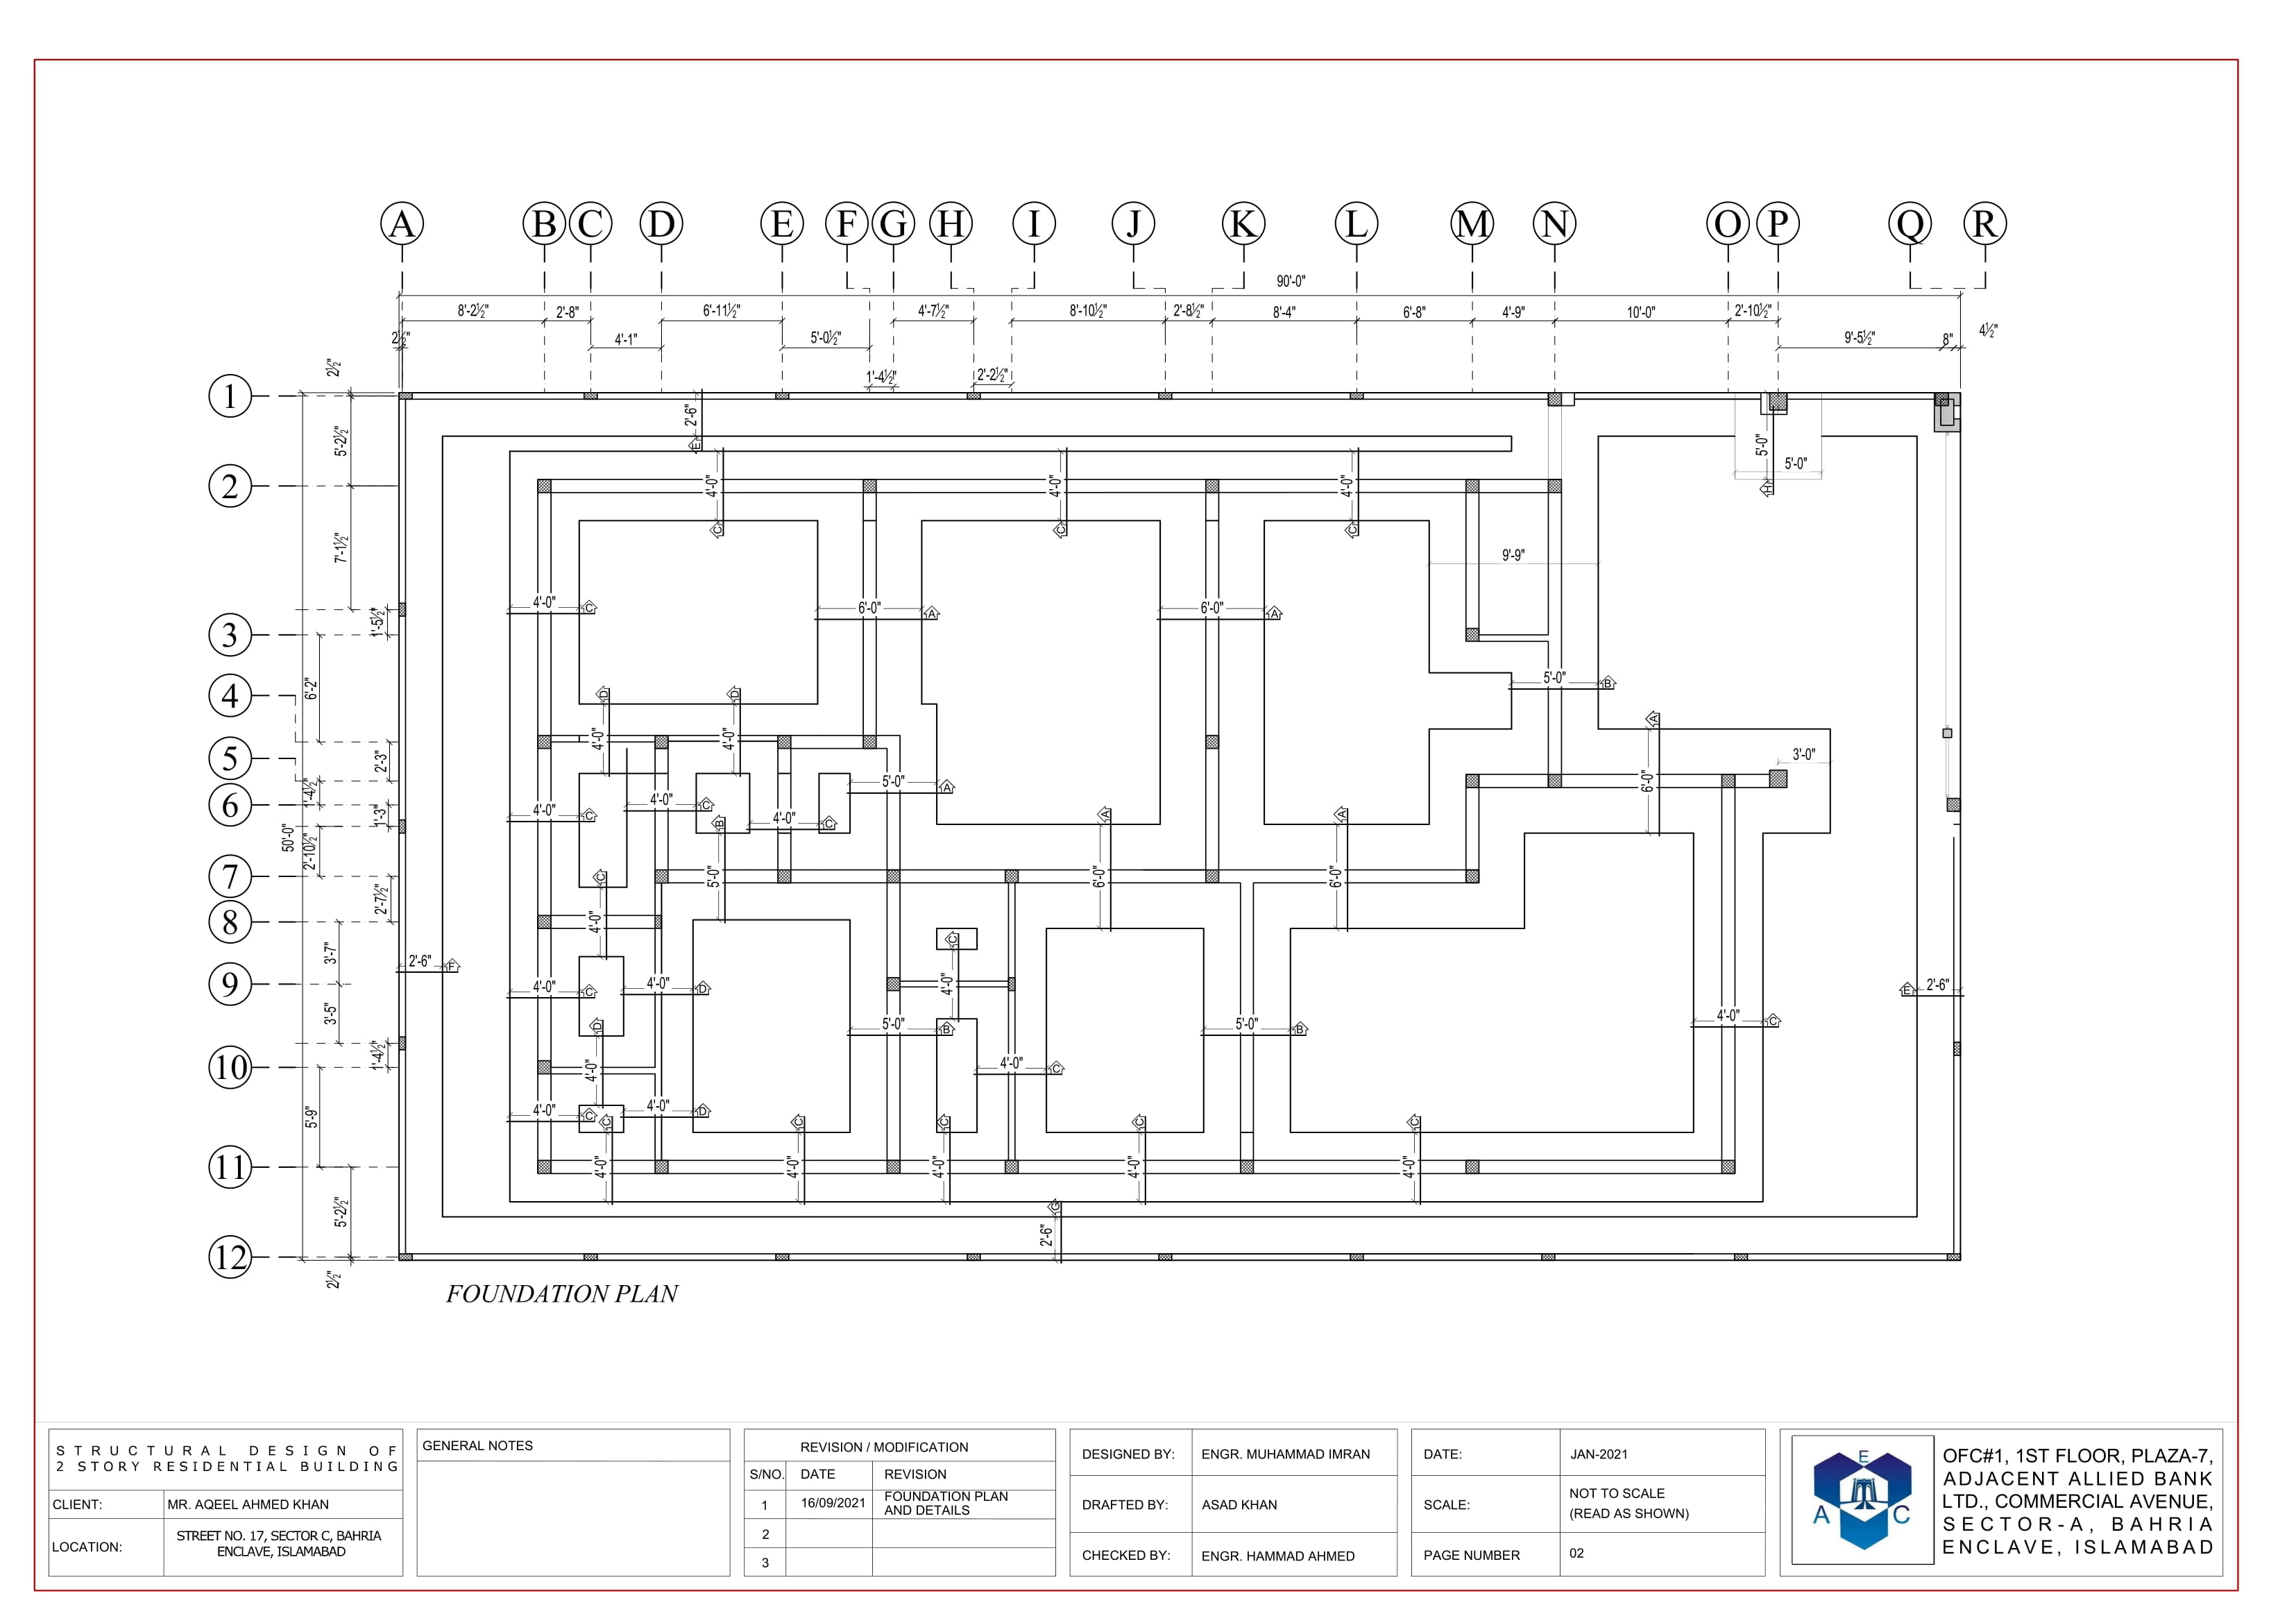 A B C D E F G H I J K L M N O P Q R
90'-0"
8'-2½" 2'-8" 6'-11½" 4'-7½" 8'-10½" 2'-8½" 8'-4" 6'-8" 4'-9" 10'-0" 2'-10½"
2½" 4'-1" 5'-0½" 9'-5½" 8" 4½"
1'-4½" 2'-2½"
2½"
1
5'-2½"
2
7'-1½"
3
1'-5½"
6'-2"
4
5
2'-3"
1'-4½"
6
1'-3"
50'-0"
2'-10½"
7
2'-7½"
8
3'-7"
9
3'-5"
10
1'-4½"
5'-9"
11
5'-2½"
12
2½"
2'-6" E
5'-0" H
5'-0"
4'-0" C
4'-0" C
4'-0" C
9'-9"
4'-0" C
6'-0" A
6'-0" A
5'-0" B
4'-0" D
4'-0" D
6'-0" A
3'-0"
4'-0" C
4'-0" C
4'-0" C
5'-0" A
5'-0" B
6'-0" A
6'-0" A
4'-0" C
2'-6" F
4'-0" C
4'-0" D
4'-0" C
2'-6" E
4'-0" D
5'-0" B
5'-0" B
4'-0" C
4'-0" C
4'-0" C
4'-0" D
4'-0" C
4'-0" C
4'-0" C
4'-0" C
4'-0" C
2'-6" G
FOUNDATION PLAN
STRUCTURAL DESIGN OF
2 STORY RESIDENTIAL BUILDING
CLIENT: MR. AQEEL AHMED KHAN
LOCATION: STREET NO. 17, SECTOR C, BAHRIA
ENCLAVE, ISLAMABAD
GENERAL NOTES
REVISION / MODIFICATION
S/NO. DATE REVISION
1 16/09/2021 FOUNDATION PLAN
AND DETAILS
2
3
DESIGNED BY: ENGR. MUHAMMAD IMRAN
DRAFTED BY: ASAD KHAN
CHECKED BY: ENGR. HAMMAD AHMED
DATE: JAN-2021
SCALE: NOT TO SCALE
(READ AS SHOWN)
PAGE NUMBER 02
E
A C
OFC#1, 1ST FLOOR, PLAZA-7,
ADJACENT ALLIED BANK
LTD., COMMERCIAL AVENUE,
SECTOR-A, BAHRIA
ENCLAVE, ISLAMABAD